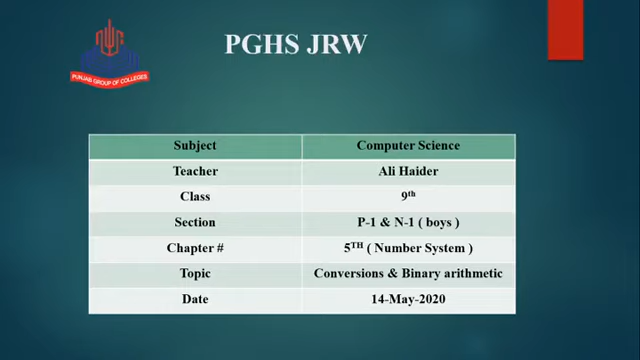 PGHS JRW
PUNJAB GROUP OF COLLEGES
Subject Computer Science
Teacher Ali Haider
Class 9th
Section P-1 & N-1 ( boys )
Chapter # 5TH ( Number System )
Topic Conversions & Binary arithmetic
Date 14-May-2020